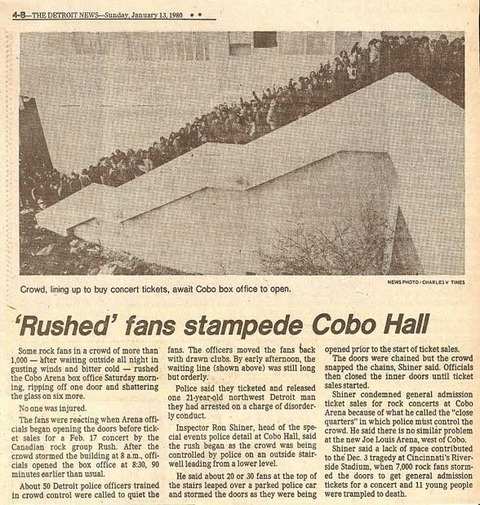 4-B—THE DETROIT NEWS—Sunday, January 13, 1980 • •
NEWS PHOTO / CHARLES V TINES
Crowd, lining up to buy concert tickets, await Cobo box office to open.
'Rushed' fans stampede Cobo Hall
Some rock fans in a crowd of more than
1,000 — after waiting outside all night in
gusting winds and bitter cold — rushed
the Cobo Arena box office Saturday morn-
ing, ripping off one door and shattering
the glass on six more.
No one was injured.
The fans were reacting when Arena offi-
cials began opening the doors before tick-
et sales for a Feb. 17 concert by the
Canadian rock group Rush. After the
crowd stormed the building at 8 a.m., offi-
cials opened the box office at 8:30, 90
minutes earlier than usual.
About 50 Detroit police officers trained
in crowd control were called to quiet the
fans. The officers moved the fans back
with drawn clubs. By early afternoon, the
waiting line (shown above) was still long
but orderly.
Police said they ticketed and released
one 21-year-old northwest Detroit man
they had arrested on a charge of disorder-
ly conduct.
Inspector Ron Shiner, head of the spe-
cial events police detail at Cobo Hall, said
the rush began as the crowd was being
controlled by police on an outside stair-
well leading from a lower level.
He said about 20 or 30 fans at the top of
the stairs leaped over a parked police car
and stormed the doors as they were being
opened prior to the start of ticket sales.
The doors were chained but the crowd
snapped the chains, Shiner said. Officials
then closed the inner doors until ticket
sales started.
Shiner condemned general admission
ticket sales for rock concerts at Cobo
Arena because of what he called the "close
quarters" in which police must control the
crowd. He said there is no similar problem
at the new Joe Louis Arena, west of Cobo.
Shiner said a lack of space contributed
to the Dec. 3 tragedy at Cincinnati's River-
side Stadium, when 7,000 rock fans storm-
ed the doors to get general admission
tickets for a concert and 11 young people
were trampled to death.